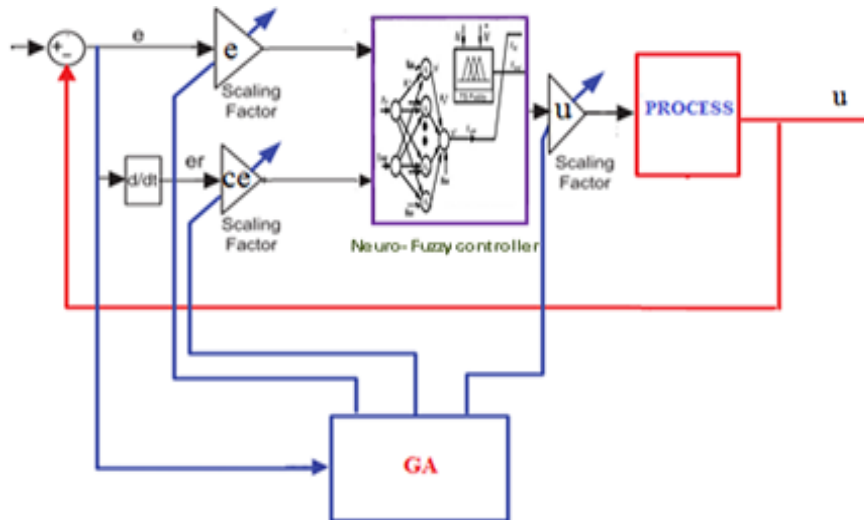 +
-
e
e
Scaling
Factor
d/dt
er
ce
Scaling
Factor
Neuro-Fuzzy controller
u
Scaling
Factor
PROCESS
u
GA